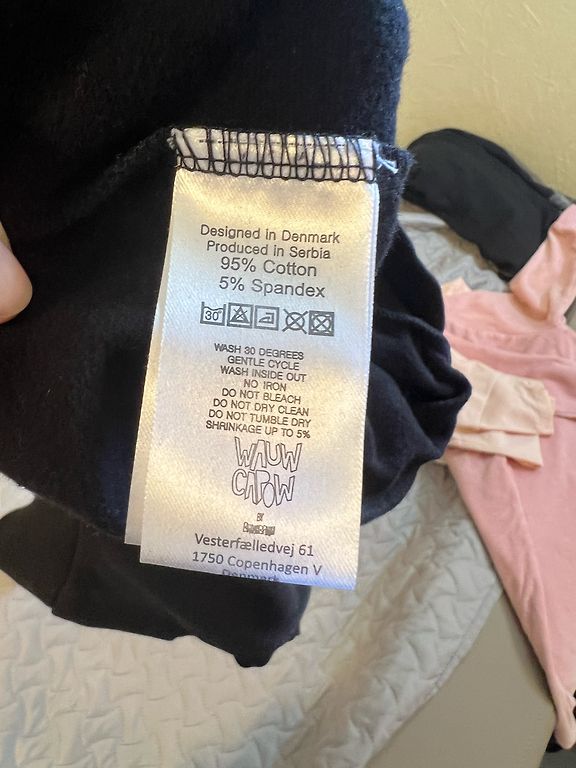 Designed in Denmark
Produced in Serbia
95% Cotton
5% Spandex
30°
WASH 30 DEGREES
GENTLE CYCLE
WASH INSIDE OUT
NO IRON
DO NOT BLEACH
DO NOT DRY CLEAN
DO NOT TUMBLE DRY
SHRINKAGE UP TO 5%
WAUW
CAPOW
BY
Vesterfælledvej 61
1750 Copenhagen V
Denmark